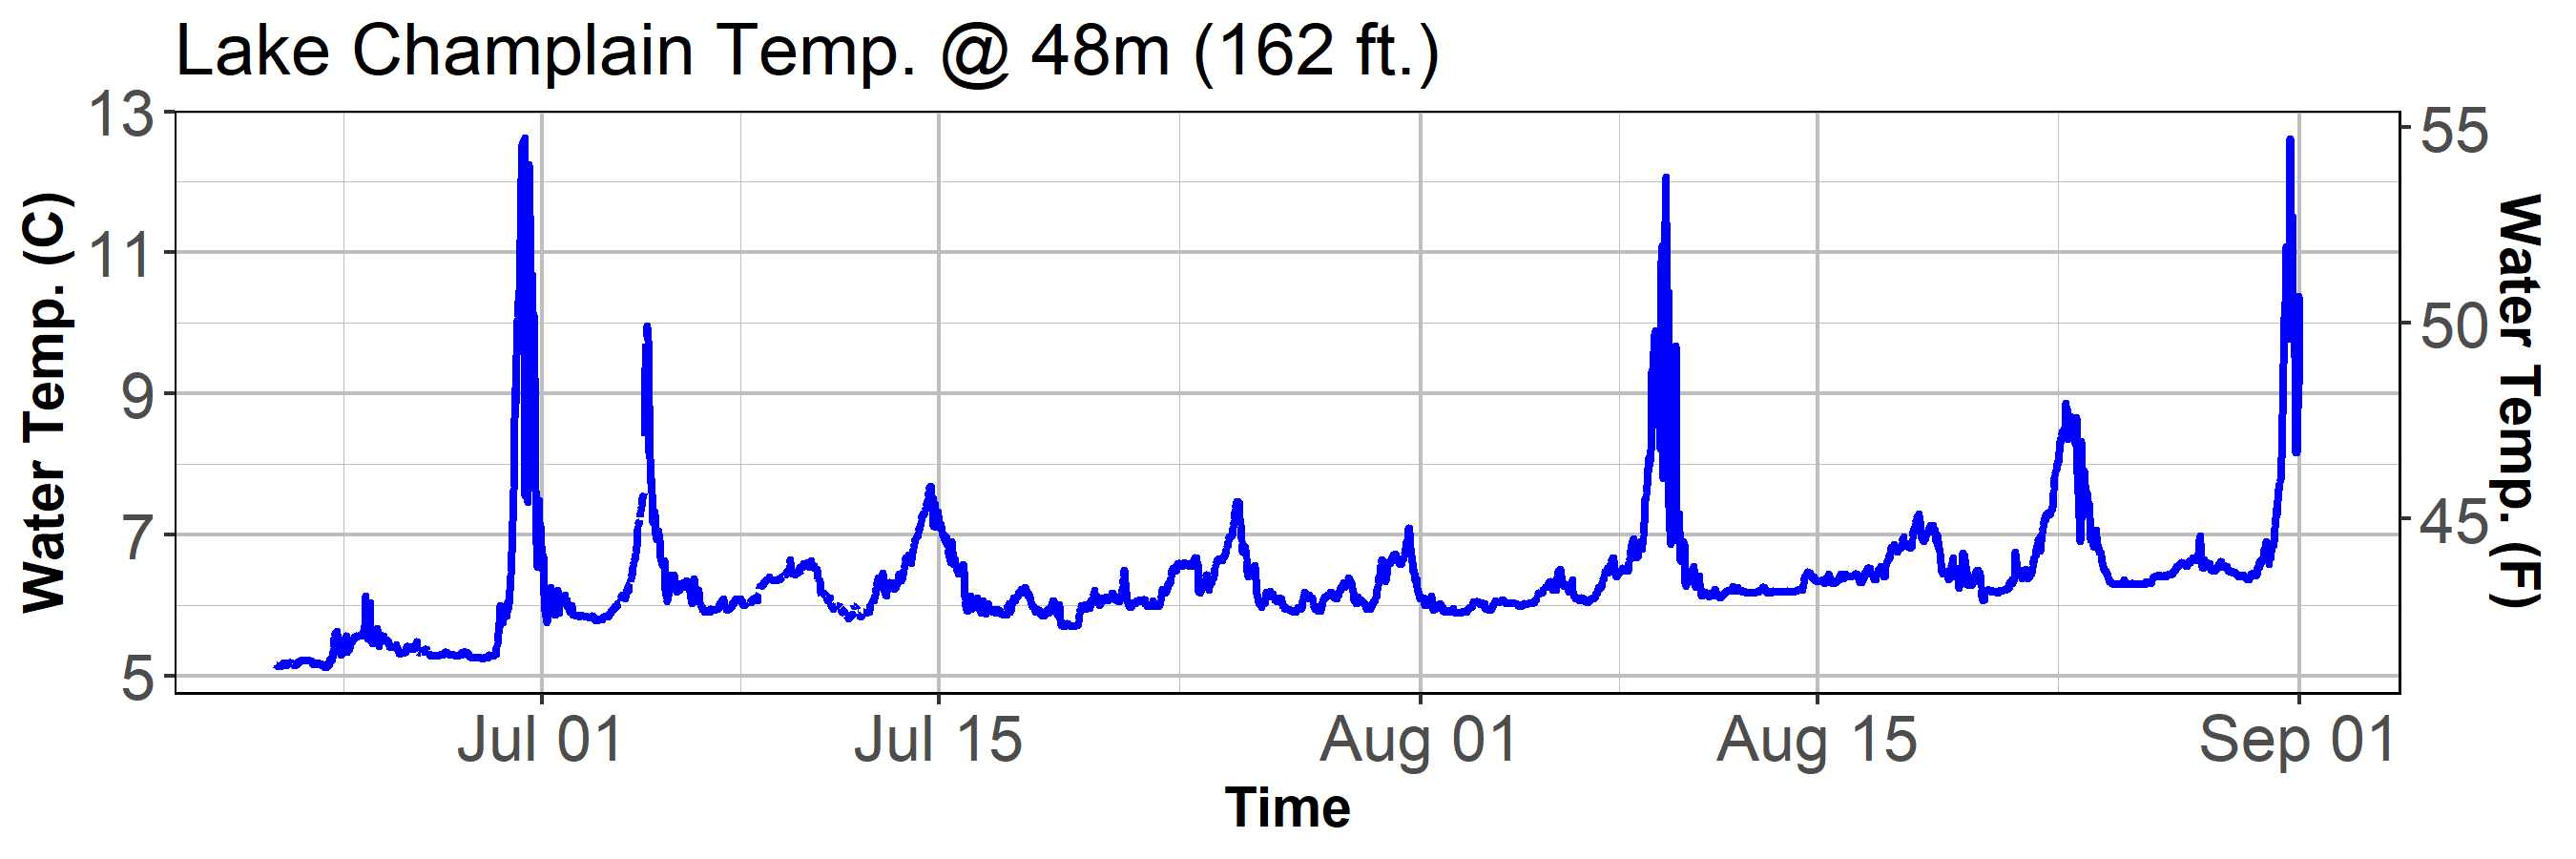 Lake Champlain Temp. @ 48m (162 ft.)
Water Temp. (C)
13
11
9
7
5
55
50
45
Water Temp. (F)
Jul 01
Jul 15
Aug 01
Aug 15
Sep 01
Time